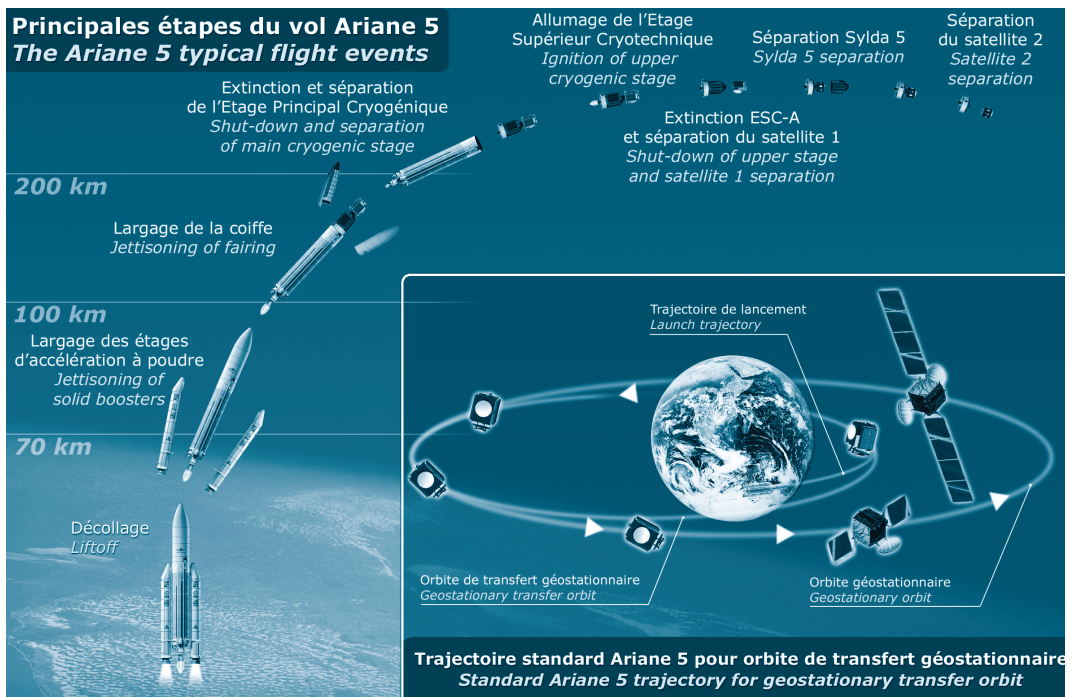 Principales étapes du vol Ariane 5
The Ariane 5 typical flight events
Allumage de l'Etage
Supérieur Cryotechnique
Ignition of upper
cryogenic stage
Séparation Sylda 5
Sylda 5 separation
Séparation
du satellite 2
Satellite 2
separation
Extinction et séparation
de l'Etage Principal Cryogénique
Shut-down and separation
of main cryogenic stage
Extinction ESC-A
et séparation du satellite 1
Shut-down of upper stage
and satellite 1 separation
200 km
Largage de la coiffe
Jettisoning of fairing
100 km
Largage des étages
d'accélération à poudre
Jettisoning of
solid boosters
70 km
Décollage
Liftoff
Trajectoire de lancement
Launch trajectory
Orbite de transfert géostationnaire
Geostationary transfer orbit
Orbite géostationnaire
Geostationary orbit
Trajectoire standard Ariane 5 pour orbite de transfert géostationnaire
Standard Ariane 5 trajectory for geostationary transfer orbit